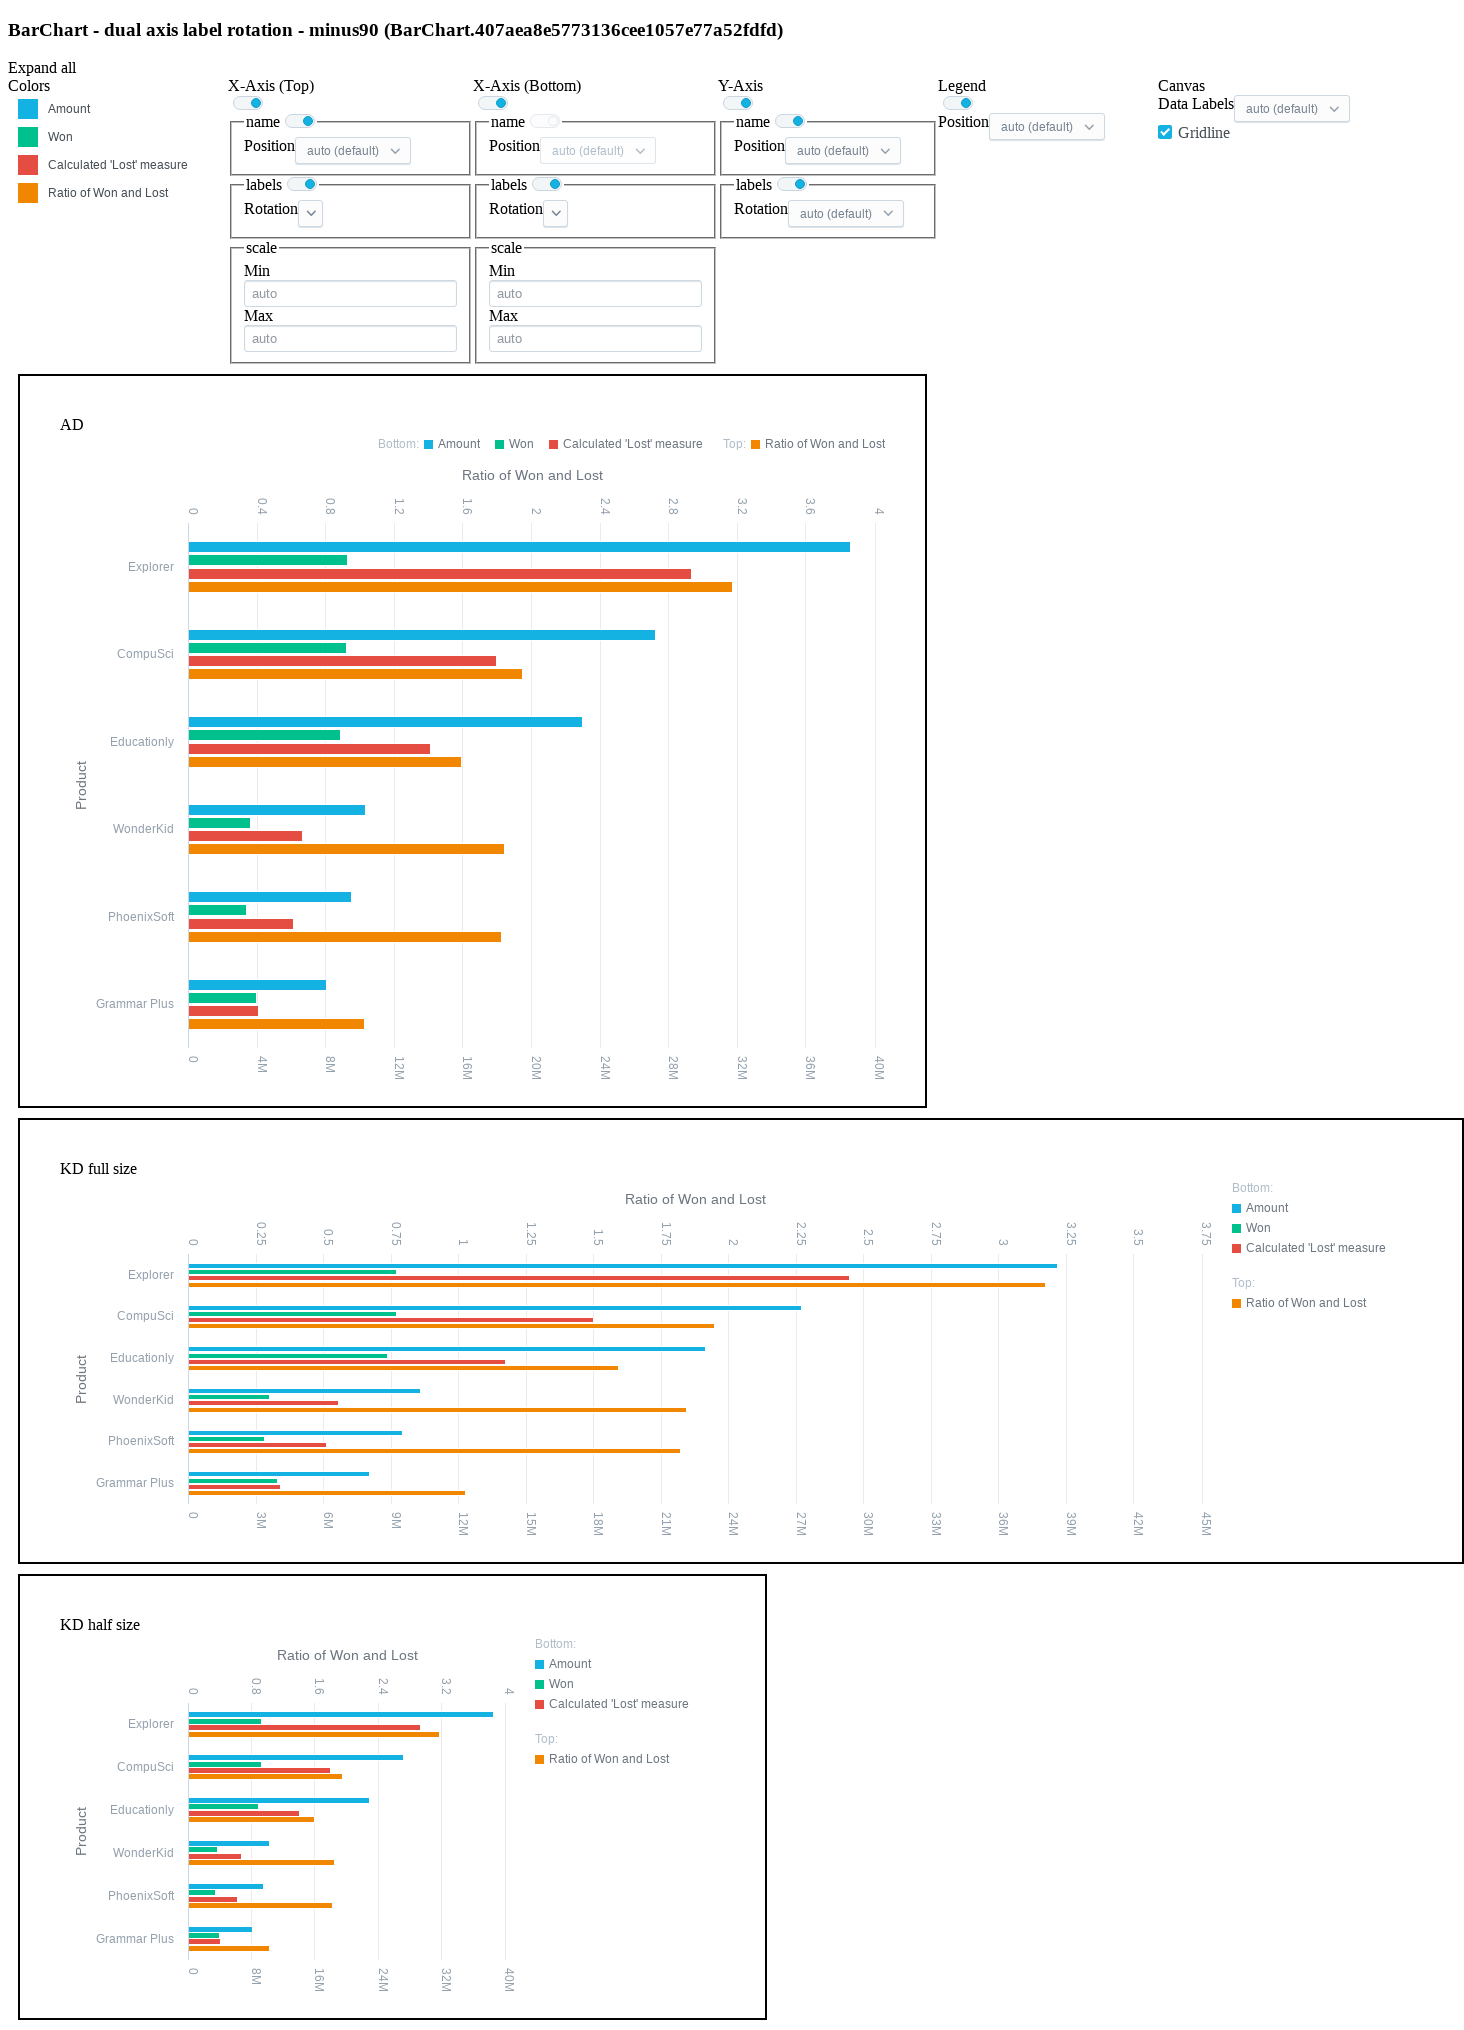 BarChart - dual axis label rotation - minus90 (BarChart.407aea8e5773136cee1057e77a52fdfd)
Expand all
Colors
Amount
Won
Calculated 'Lost' measure
Ratio of Won and Lost
X-Axis (Top)
name
Position auto (default)
labels
Rotation
scale
Min
auto
Max
auto
X-Axis (Bottom)
name
Position auto (default)
labels
Rotation
scale
Min
auto
Max
auto
Y-Axis
name
Position auto (default)
labels
Rotation auto (default)
Legend
Position auto (default)
Canvas
Data Labels auto (default)
Gridline
AD
Bottom: Amount Won Calculated 'Lost' measure Top: Ratio of Won and Lost
Ratio of Won and Lost
0 0.4 0.8 1.2 1.6 2 2.4 2.8 3.2 3.6 4
Explorer
CompuSci
Educationly
Product
WonderKid
PhoenixSoft
Grammar Plus
0 4M 8M 12M 16M 20M 24M 28M 32M 36M 40M
KD full size
Ratio of Won and Lost
0 0.25 0.5 0.75 1 1.25 1.5 1.75 2 2.25 2.5 2.75 3 3.25 3.5 3.75
Explorer
CompuSci
Educationly
Product
WonderKid
PhoenixSoft
Grammar Plus
0 3M 6M 9M 12M 15M 18M 21M 24M 27M 30M 33M 36M 39M 42M 45M
Bottom:
Amount
Won
Calculated 'Lost' measure
Top:
Ratio of Won and Lost
KD half size
Ratio of Won and Lost
0 0.8 1.6 2.4 3.2 4
Explorer
CompuSci
Educationly
Product
WonderKid
PhoenixSoft
Grammar Plus
0 8M 16M 24M 32M 40M
Bottom:
Amount
Won
Calculated 'Lost' measure
Top:
Ratio of Won and Lost